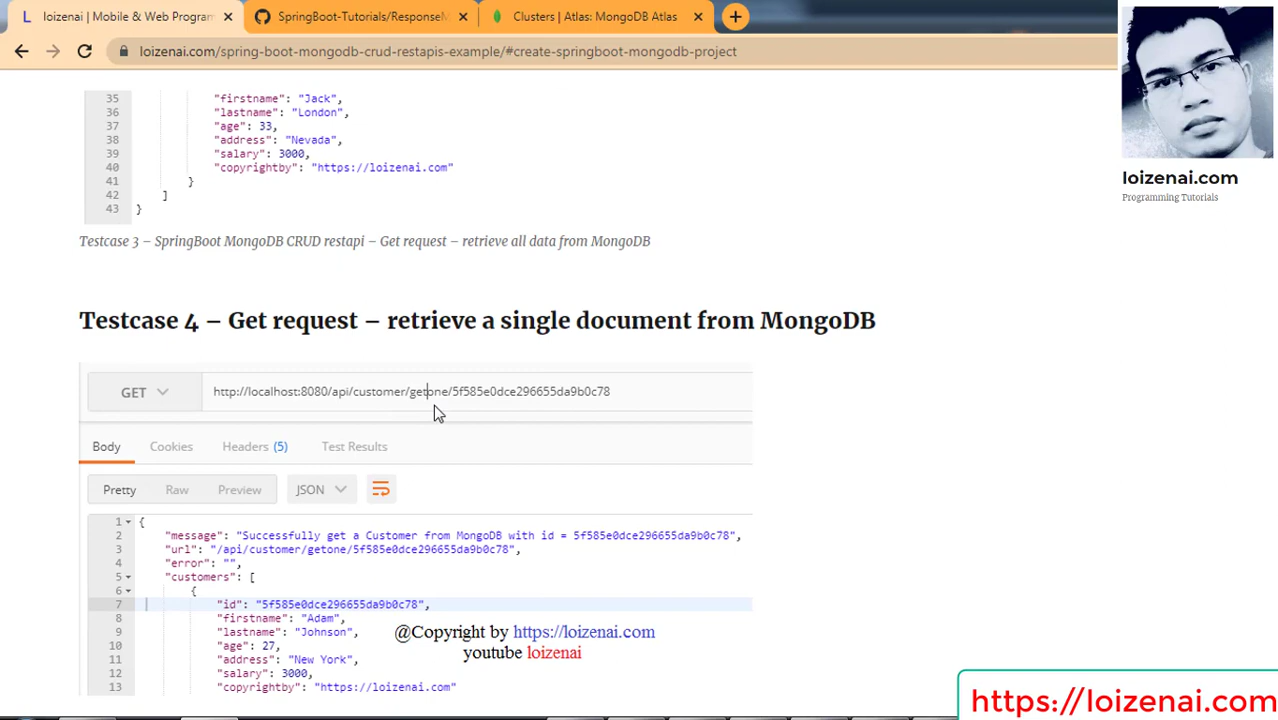 L loizenai | Mobile & Web Program
SpringBoot-Tutorials/ResponseM
Clusters | Atlas: MongoDB Atlas
loizenai.com/spring-boot-mongodb-crud-restapis-example/#create-springboot-mongodb-project
35 "firstname": "Jack",
36 "lastname": "London",
37 "age": 33,
38 "address": "Nevada",
39 "salary": 3000,
40 "copyrightby": "https://loizenai.com"
41 }
42 ]
43 }
Testcase 3 – SpringBoot MongoDB CRUD restapi – Get request – retrieve all data from MongoDB
Testcase 4 – Get request – retrieve a single document from MongoDB
GET http://localhost:8080/api/customer/getone/5f585e0dce296655da9b0c78
Body Cookies Headers (5) Test Results
Pretty Raw Preview JSON
1 {
2 "message": "Successfully get a Customer from MongoDB with id = 5f585e0dce296655da9b0c78",
3 "url": "/api/customer/getone/5f585e0dce296655da9b0c78",
4 "error": "",
5 "customers": [
6 {
7 "id": "5f585e0dce296655da9b0c78",
8 "firstname": "Adam",
9 "lastname": "Johnson",
10 "age": 27,
11 "address": "New York",
12 "salary": 3000,
13 "copyrightby": "https://loizenai.com"
@Copyright by https://loizenai.com
youtube loizenai
loizenai.com
Programming Tutorials
https://loizenai.com